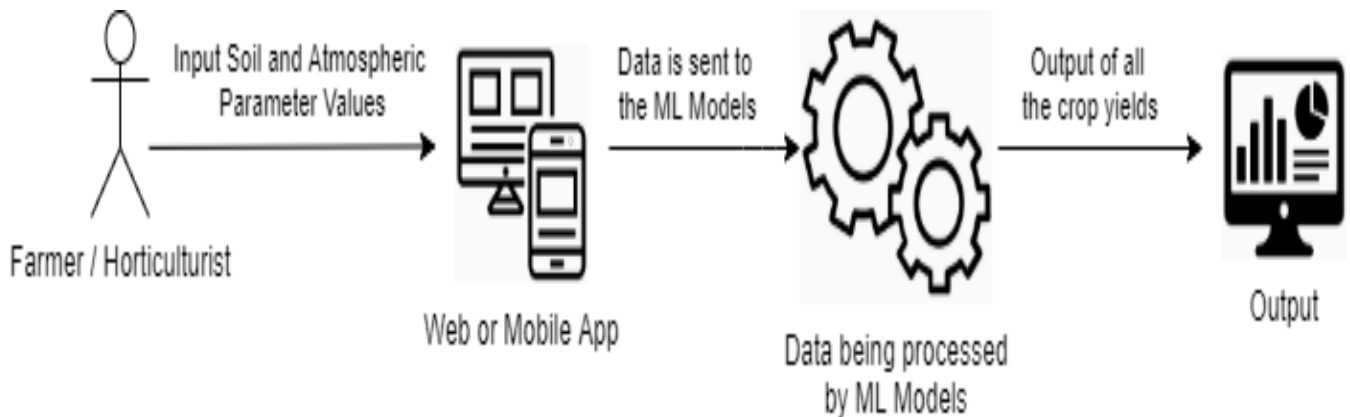 Input Soil and Atmospheric
Parameter Values
Data is sent to
the ML Models
Output of all
the crop yields
Farmer / Horticulturist
Web or Mobile App
Data being processed
by ML Models
Output